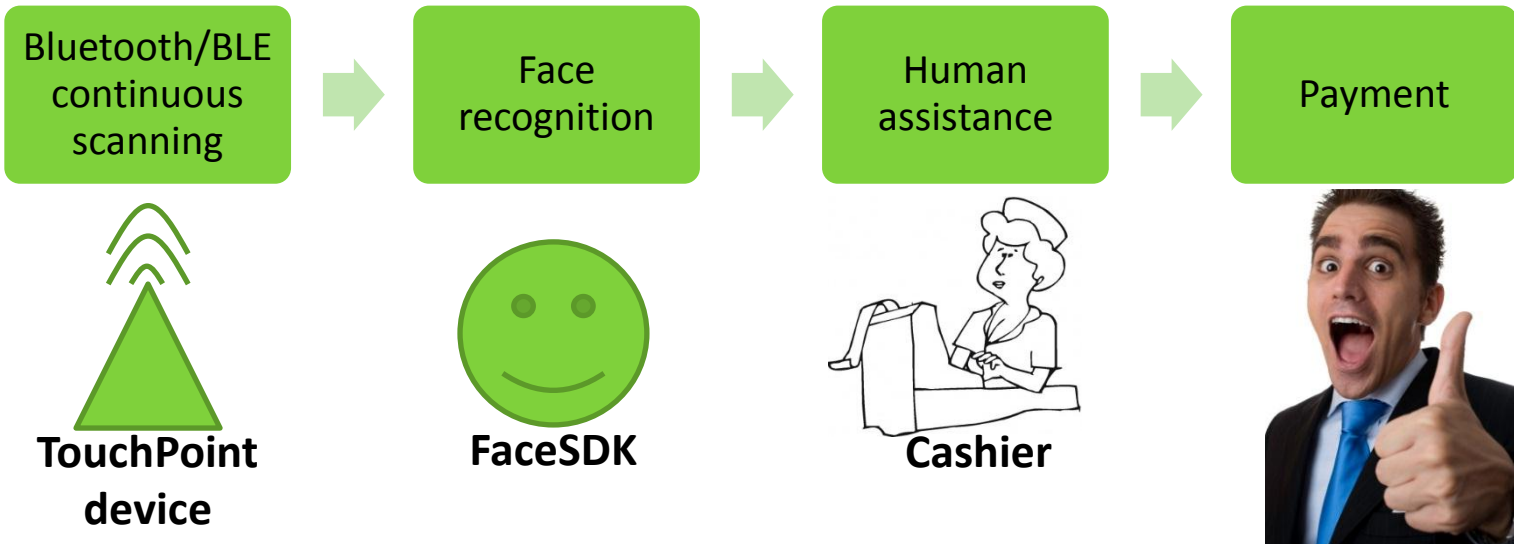 Bluetooth/BLE
continuous
scanning
Face
recognition
Human
assistance
Payment
TouchPoint
device
FaceSDK
Cashier